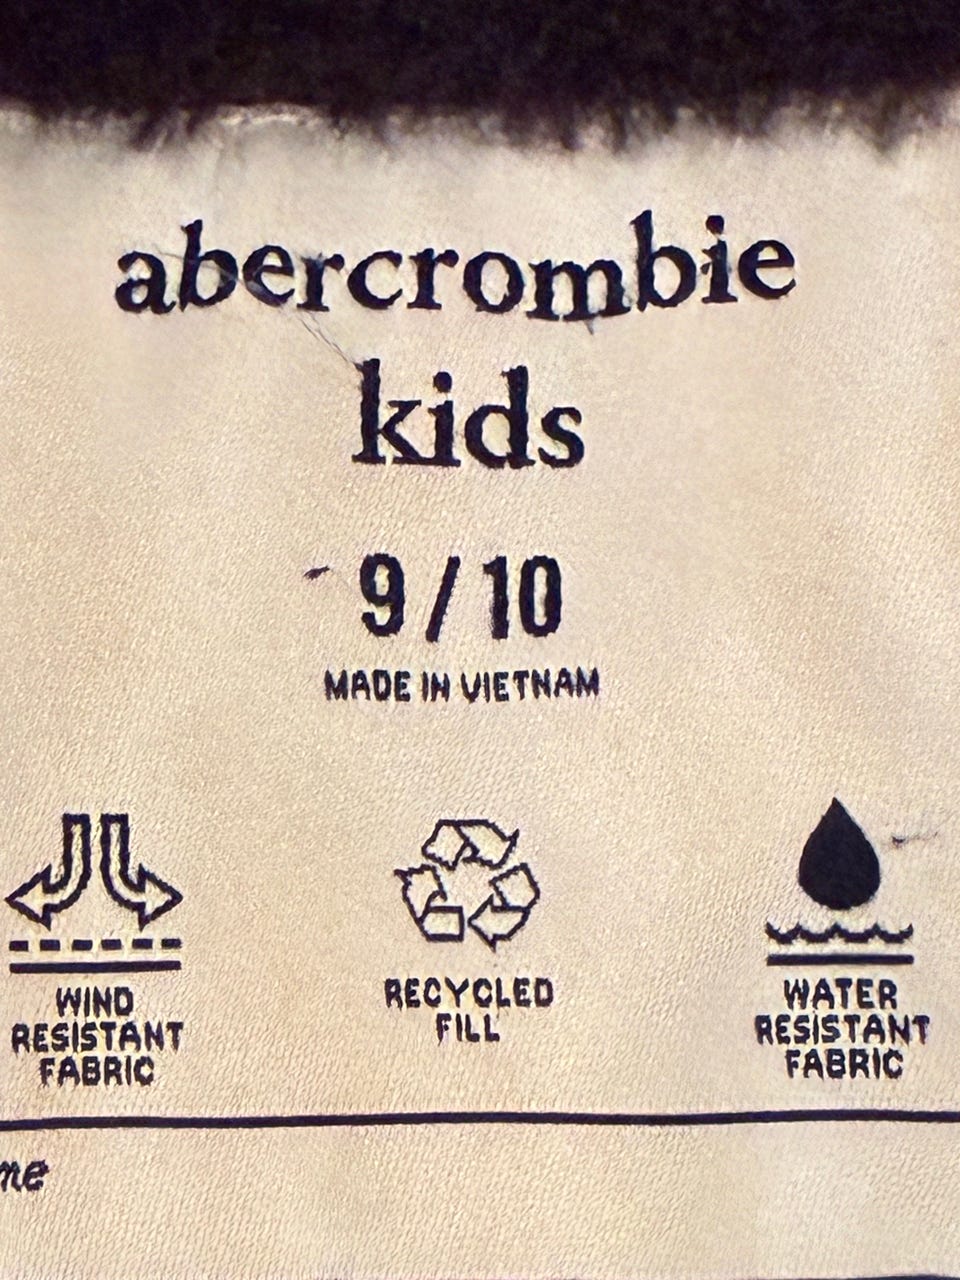 abercrombie
kids
9/10
MADE IN VIETNAM
WIND
RESISTANT
FABRIC
RECYCLED
FILL
WATER
RESISTANT
FABRIC